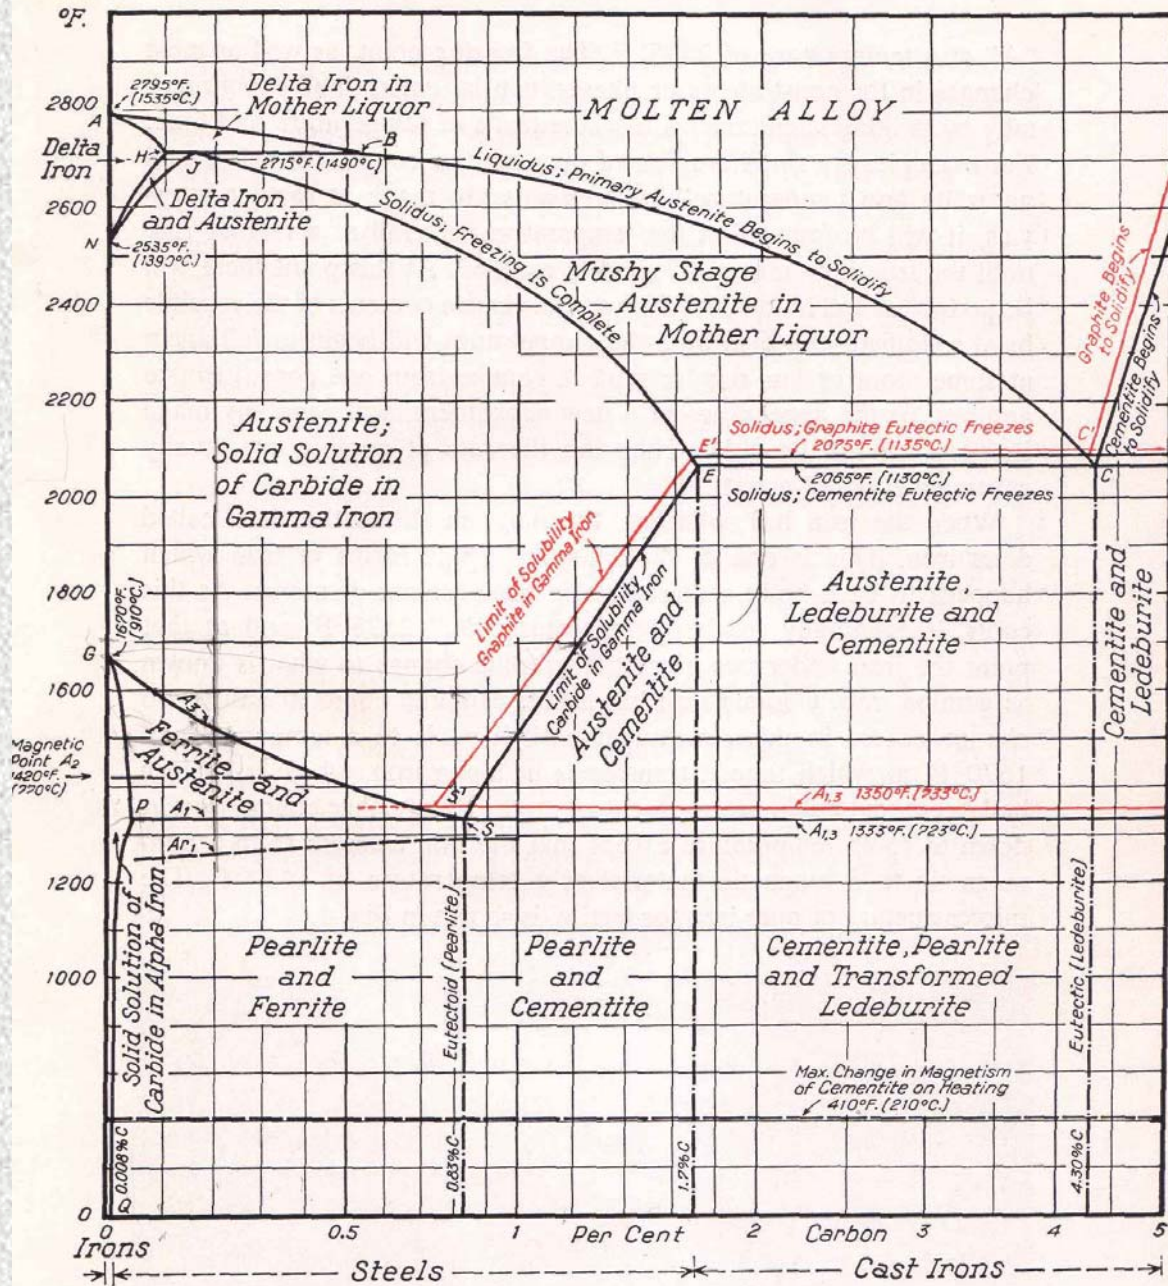 °F.
2800
2600
2400
2200
2000
1800
1600
1200
1000
0
A
2795°F.
(1535°C.)
Delta Iron in
Mother Liquor
MOLTEN ALLOY
Delta
Iron
H
J
B
2715°F. (1490°C)
Liquidus; Primary Austenite Begins to Solidify
Delta Iron
and Austenite
Solidus; Freezing Is Complete
N
2535°F.
(1390°C)
Mushy Stage
Austenite in
Mother Liquor
Graphite Begins
to Solidify
Cementite Begins
to Solidify
Austenite;
Solid Solution
of Carbide in
Gamma Iron
Solidus; Graphite Eutectic Freezes
2075°F. (1135°C.)
E'
C'
E
C
2065°F. (1130°C.)
Solidus; Cementite Eutectic Freezes
Limit of Solubility
Graphite in Gamma Iron
Limit of Solubility
Carbide in Gamma Iron
Austenite and
Cementite
Austenite,
Ledeburite and
Cementite
Cementite and
Ledeburite
1670°F.
(910°C.)
G
A3
Ferrite and
Austenite
Magnetic
Point A2
1420°F.
(770°C)
P
A1
Ar1
S'
S
A1,3 1350°F. (733°C.)
A1,3 1333°F. (723°C.)
Solid Solution of
Carbide in Alpha Iron
Pearlite
and
Ferrite
Eutectoid (Pearlite)
Pearlite
and
Cementite
Cementite, Pearlite
and Transformed
Ledeburite
Eutectic (Ledeburite)
Max. Change in Magnetism
of Cementite on Heating
410°F. (210°C.)
Q 0.008%C
0.83%C
1.7%C
4.30%C
0 0.5 1 Per Cent 2 Carbon 3 4 5
Irons
Steels
Cast Irons